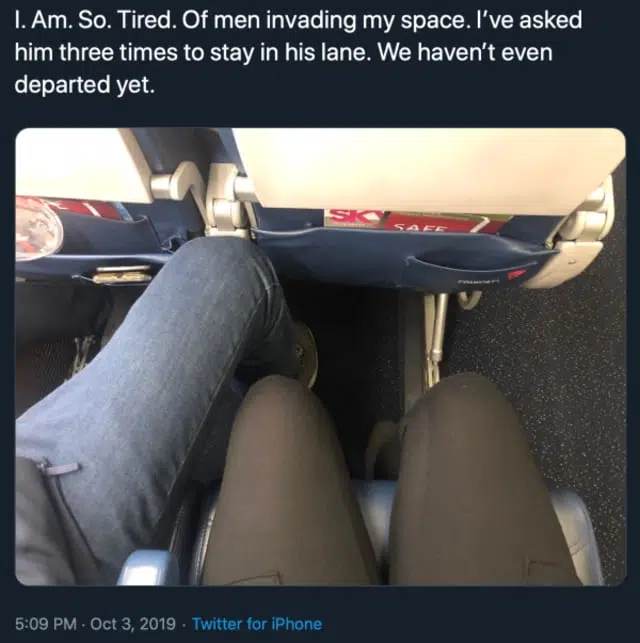 I. Am. So. Tired. Of men invading my space. I’ve asked
him three times to stay in his lane. We haven’t even
departed yet.
SKY
SAFE
5:09 PM · Oct 3, 2019 · Twitter for iPhone